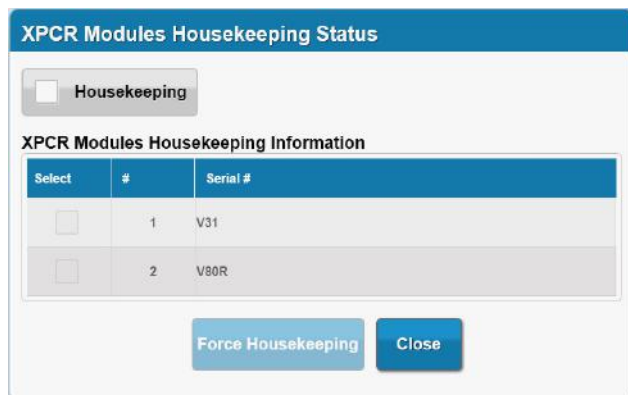 XPCR Modules Housekeeping Status
Housekeeping
XPCR Modules Housekeeping Information
Select # Serial #
1 V31
2 V80R
Force Housekeeping Close